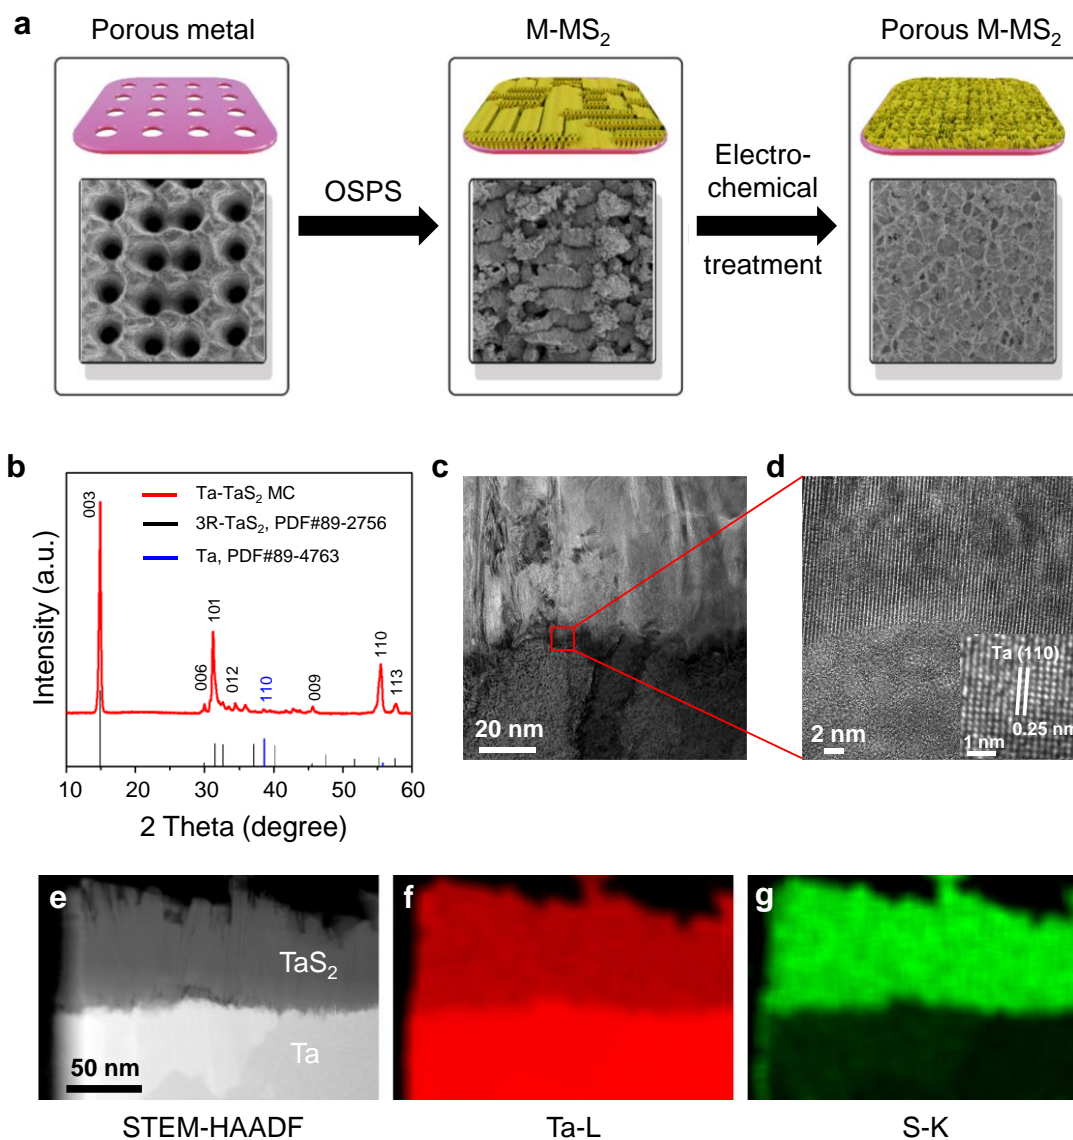 a
Porous metal
M-MS₂
Porous M-MS₂
OSPS
Electro-
chemical
treatment
b
003
101
006
012
110
009
110
113
Ta-TaS₂ MC
3R-TaS₂, PDF#89-2756
Ta, PDF#89-4763
Intensity (a.u.)
10 20 30 40 50 60
2 Theta (degree)
c
20 nm
d
Ta (110)
0.25 nm
1 nm
2 nm
e
TaS₂
Ta
50 nm
STEM-HAADF
f
Ta-L
g
S-K